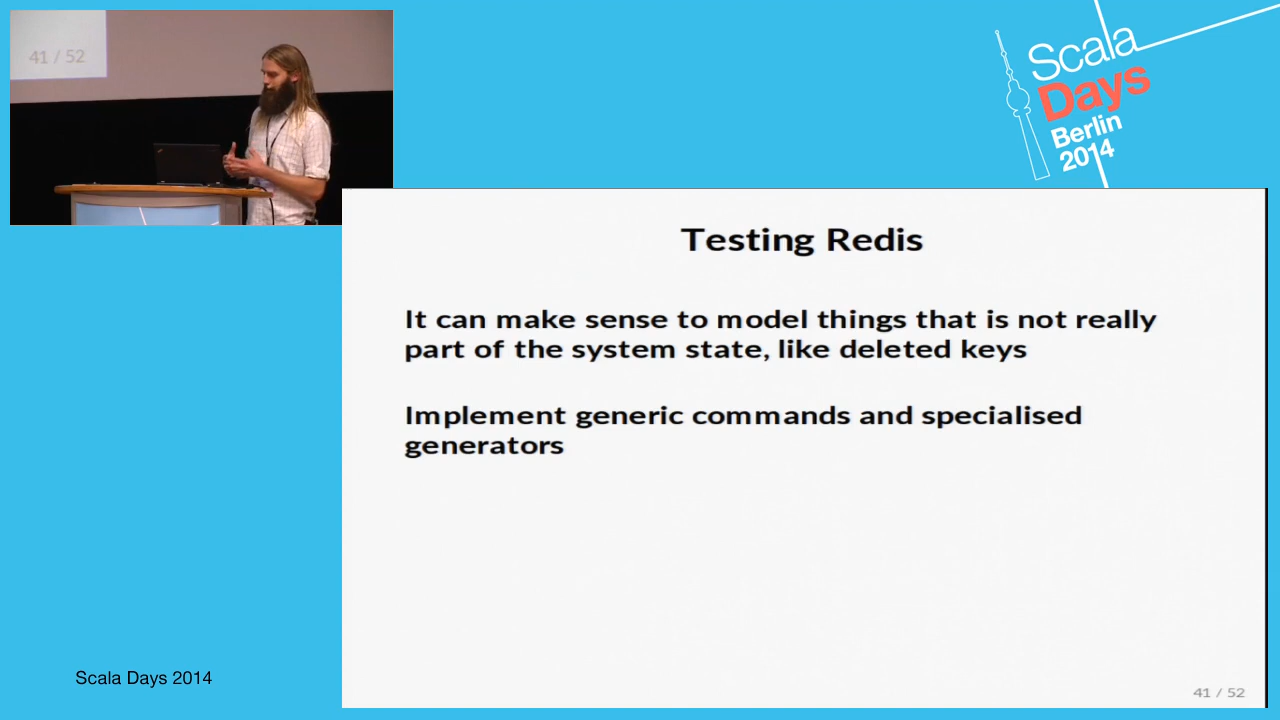 41 / 52
Scala
Days
Berlin
2014
Testing Redis
It can make sense to model things that is not really
part of the system state, like deleted keys
Implement generic commands and specialised
generators
Scala Days 2014
41 / 52